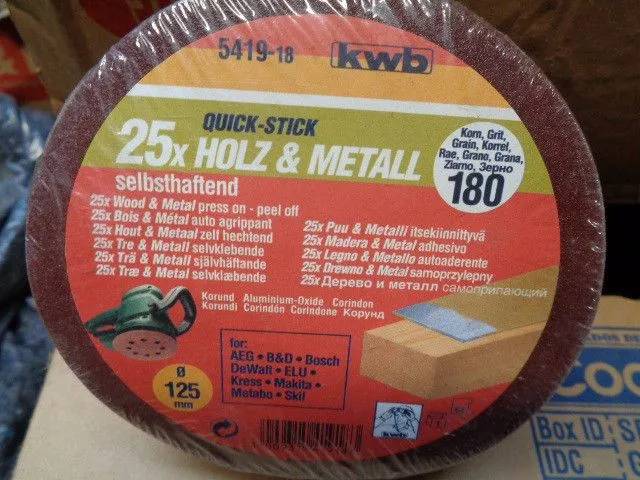 5419-18
kwb
QUICK-STICK
25x HOLZ & METALL
selbsthaftend
Korn, Grit,
Grain, Korrel,
Rae, Grano, Grana,
Ziarno, Зерно
180
25x Wood & Metal press on - peel off
25x Bois & Métal auto agrippant
25x Hout & Metaal zelf hechtend
25x Tre & Metall selvklebende
25x Trä & Metall självhäftande
25x Træ & Metal selvklæbende
25x Puu & Metalli itsekiinnittyvä
25x Madera & Metal adhesivo
25x Legno & Metallo autoaderente
25x Drewno & Metal samoprzylepny
25x Дерево и металл самоприпающий
Korund Aluminium-Oxide Corindon
Korundi Corindón Corindone Корунд
for:
AEG • B&D • Bosch
DeWalt • ELU •
Kress • Makita •
Metabo • Skil
Ø
125
mm
kwb
COO
Box ID:
IDC